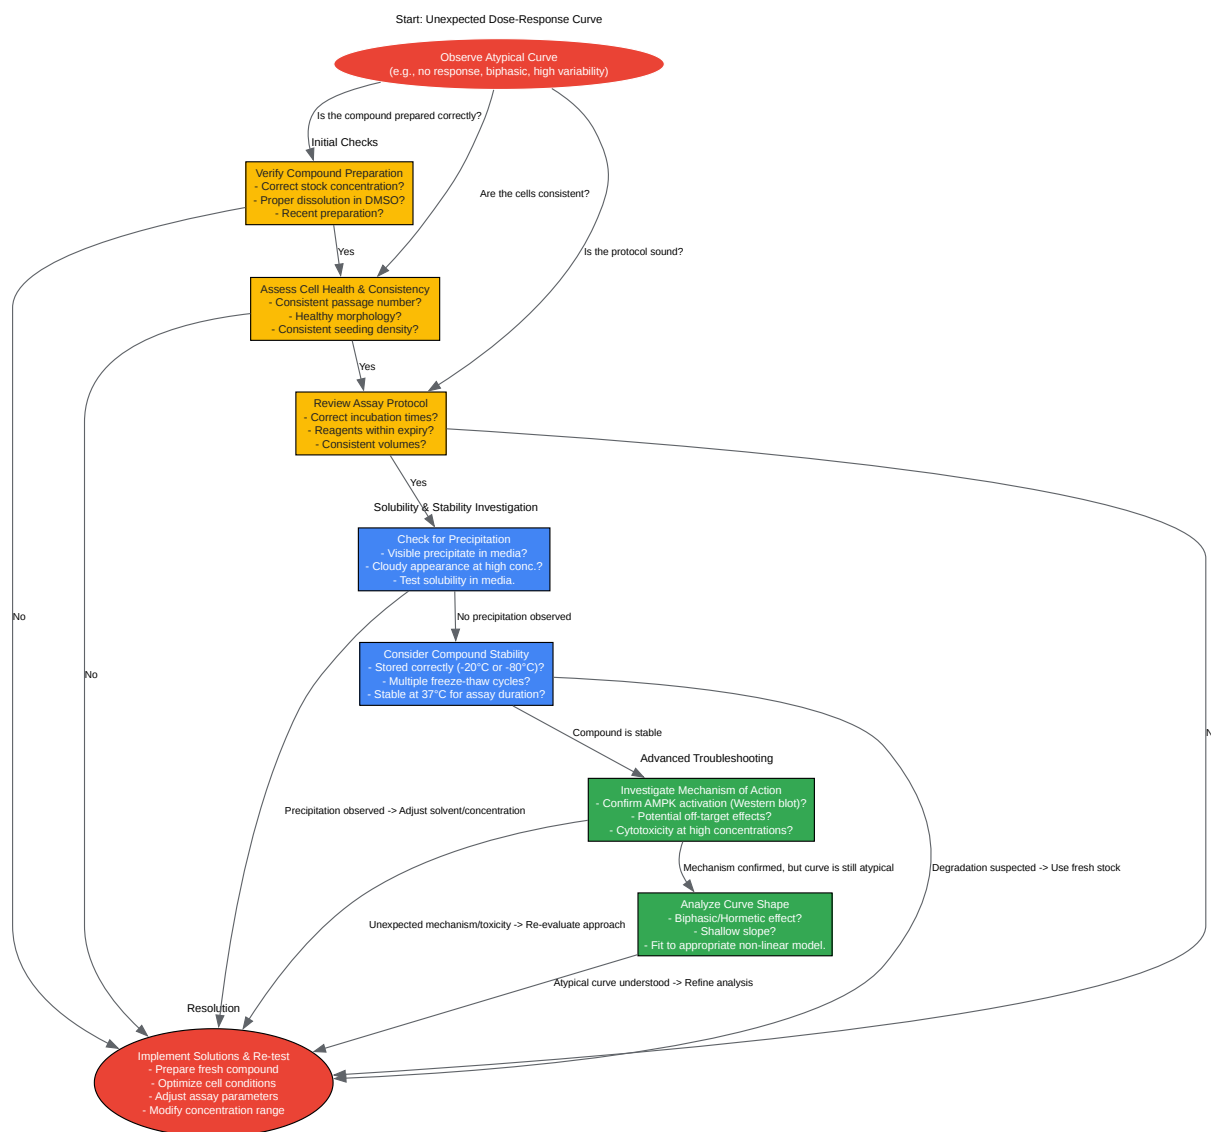 Start: Unexpected Dose-Response Curve
Observe Atypical Curve
(e.g., no response, biphasic, high variability)
Is the compound prepared correctly?
Initial Checks
Verify Compound Preparation
- Correct stock concentration?
- Proper dissolution in DMSO?
- Recent preparation?
Are the cells consistent?
Is the protocol sound?
Yes
Assess Cell Health & Consistency
- Consistent passage number?
- Healthy morphology?
- Consistent seeding density?
Yes
Review Assay Protocol
- Correct incubation times?
- Reagents within expiry?
- Consistent volumes?
Yes
Solubility & Stability Investigation
Check for Precipitation
- Visible precipitate in media?
- Cloudy appearance at high conc.?
- Test solubility in media.
No
No precipitation observed
Consider Compound Stability
- Stored correctly (-20°C or -80°C)?
- Multiple freeze-thaw cycles?
- Stable at 37°C for assay duration?
No
Compound is stable
Advanced Troubleshooting
Investigate Mechanism of Action
- Confirm AMPK activation (Western blot)?
- Potential off-target effects?
- Cytotoxicity at high concentrations?
Precipitation observed -> Adjust solvent/concentration
Mechanism confirmed, but curve is still atypical
Degradation suspected -> Use fresh stock
Analyze Curve Shape
- Biphasic/Hormetic effect?
- Shallow slope?
- Fit to appropriate non-linear model.
Unexpected mechanism/toxicity -> Re-evaluate approach
Atypical curve understood -> Refine analysis
Resolution
Implement Solutions & Re-test
- Prepare fresh compound
- Optimize cell conditions
- Adjust assay parameters
- Modify concentration range